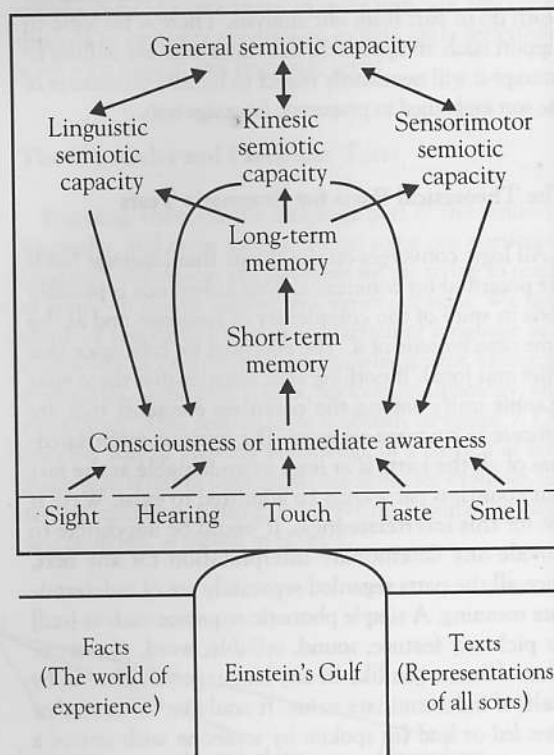 General semiotic capacity
Linguistic semiotic capacity
Kinesic semiotic capacity
Sensorimotor semiotic capacity
Long-term memory
Short-term memory
Consciousness or immediate awareness
Sight Hearing Touch Taste Smell
Facts (The world of experience)
Einstein's Gulf
Texts (Representations of all sorts)